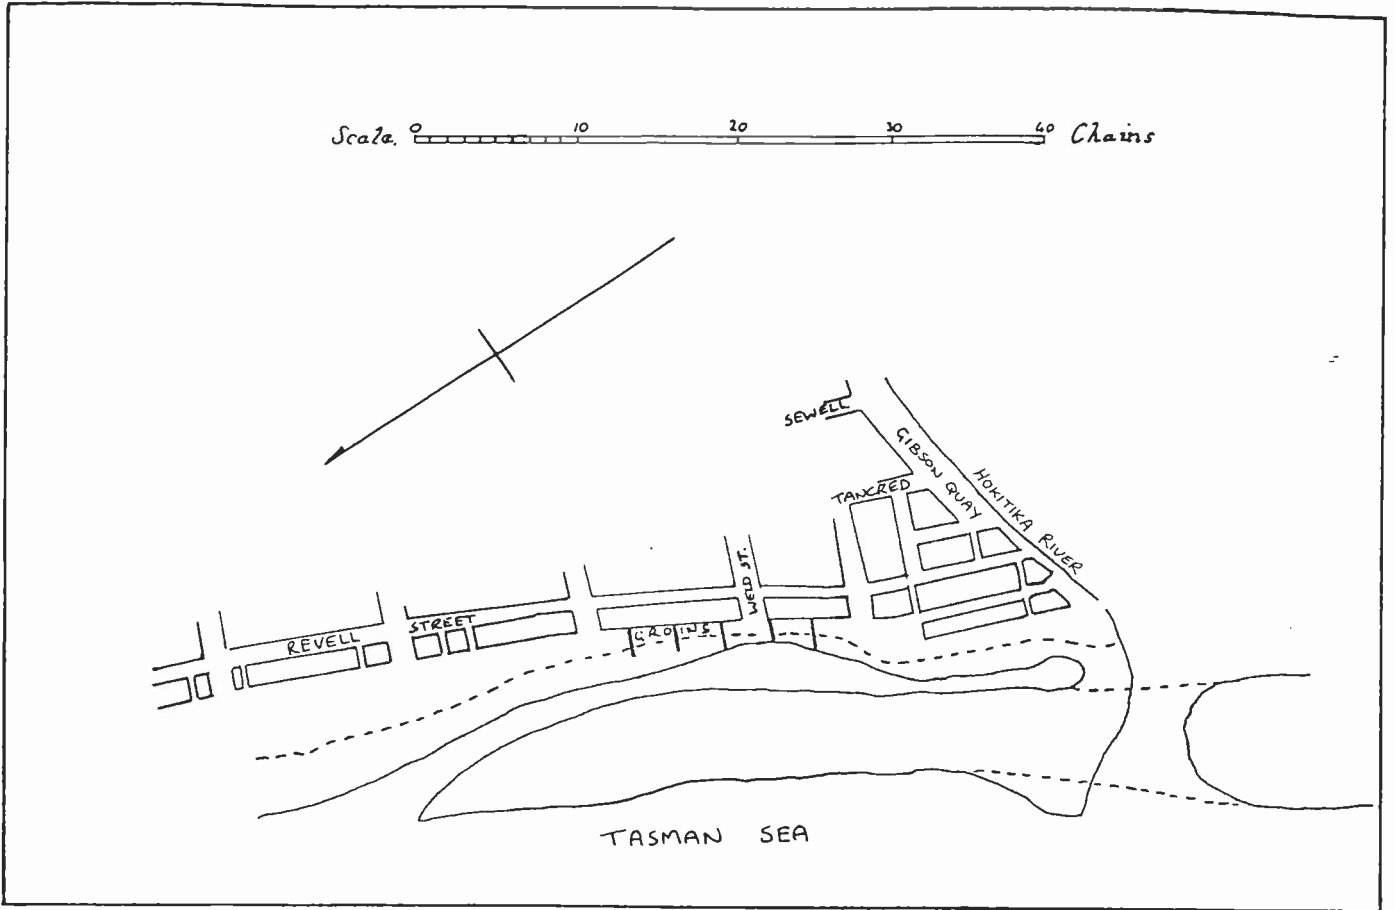 Scale. 0 10 20 30 40 Chains
SEWELL
GIBSON QUAY
HOKITIKA RIVER
TANCRED
WELD ST.
REVELL STREET
GROINS
TASMAN SEA